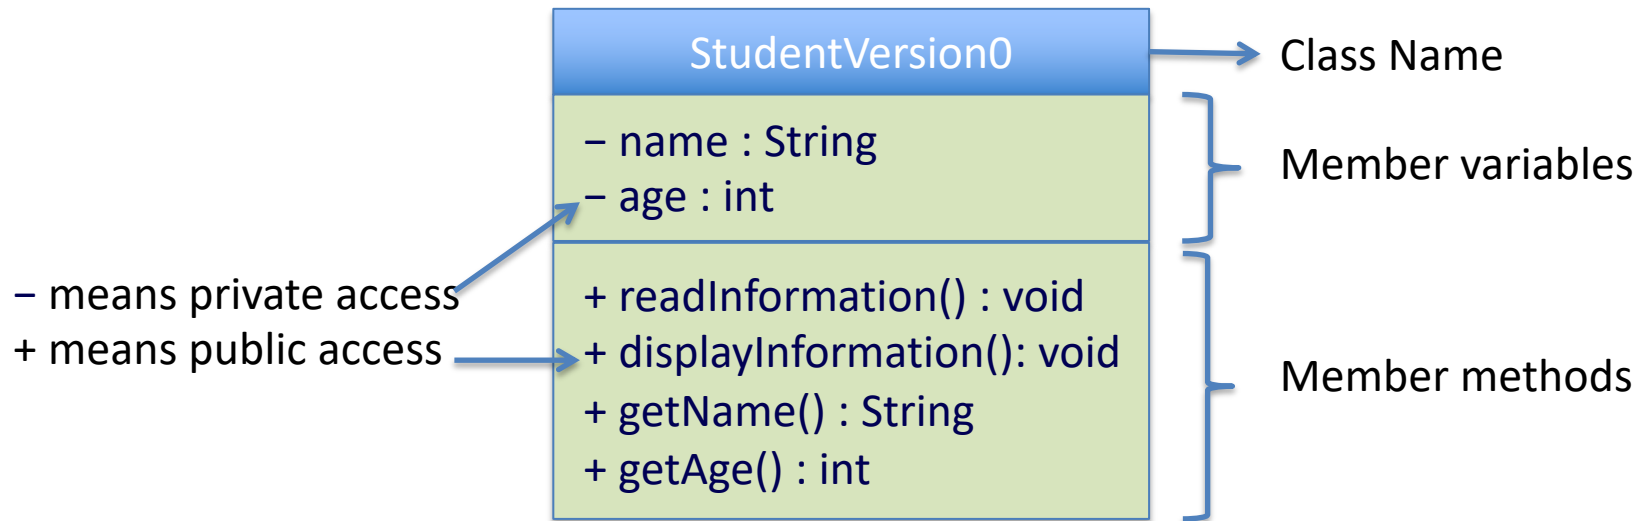 StudentVersion0
Class Name
− name : String
− age : int
Member variables
− means private access
+ means public access
+ readInformation() : void
+ displayInformation(): void
+ getName() : String
+ getAge() : int
Member methods